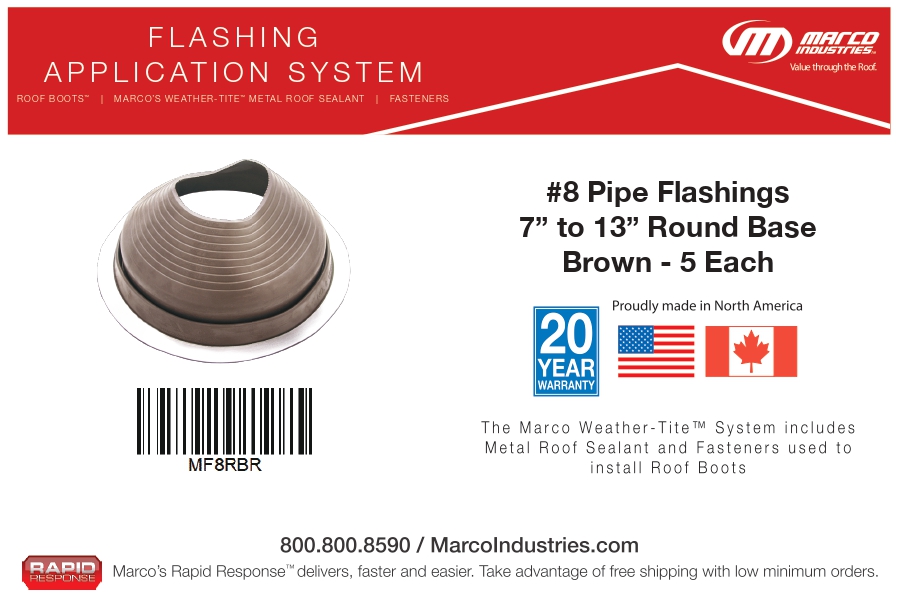 FLASHING
APPLICATION SYSTEM
ROOF BOOTS™ | MARCO'S WEATHER-TITE™ METAL ROOF SEALANT | FASTENERS
MARCO
INDUSTRIES™
Value through the Roof.
#8 Pipe Flashings
7” to 13” Round Base
Brown - 5 Each
Proudly made in North America
20
YEAR
WARRANTY
MF8RBR
The Marco Weather-Tite™ System includes
Metal Roof Sealant and Fasteners used to
install Roof Boots
800.800.8590 / MarcoIndustries.com
RAPID
RESPONSE
Marco's Rapid Response™ delivers, faster and easier. Take advantage of free shipping with low minimum orders.